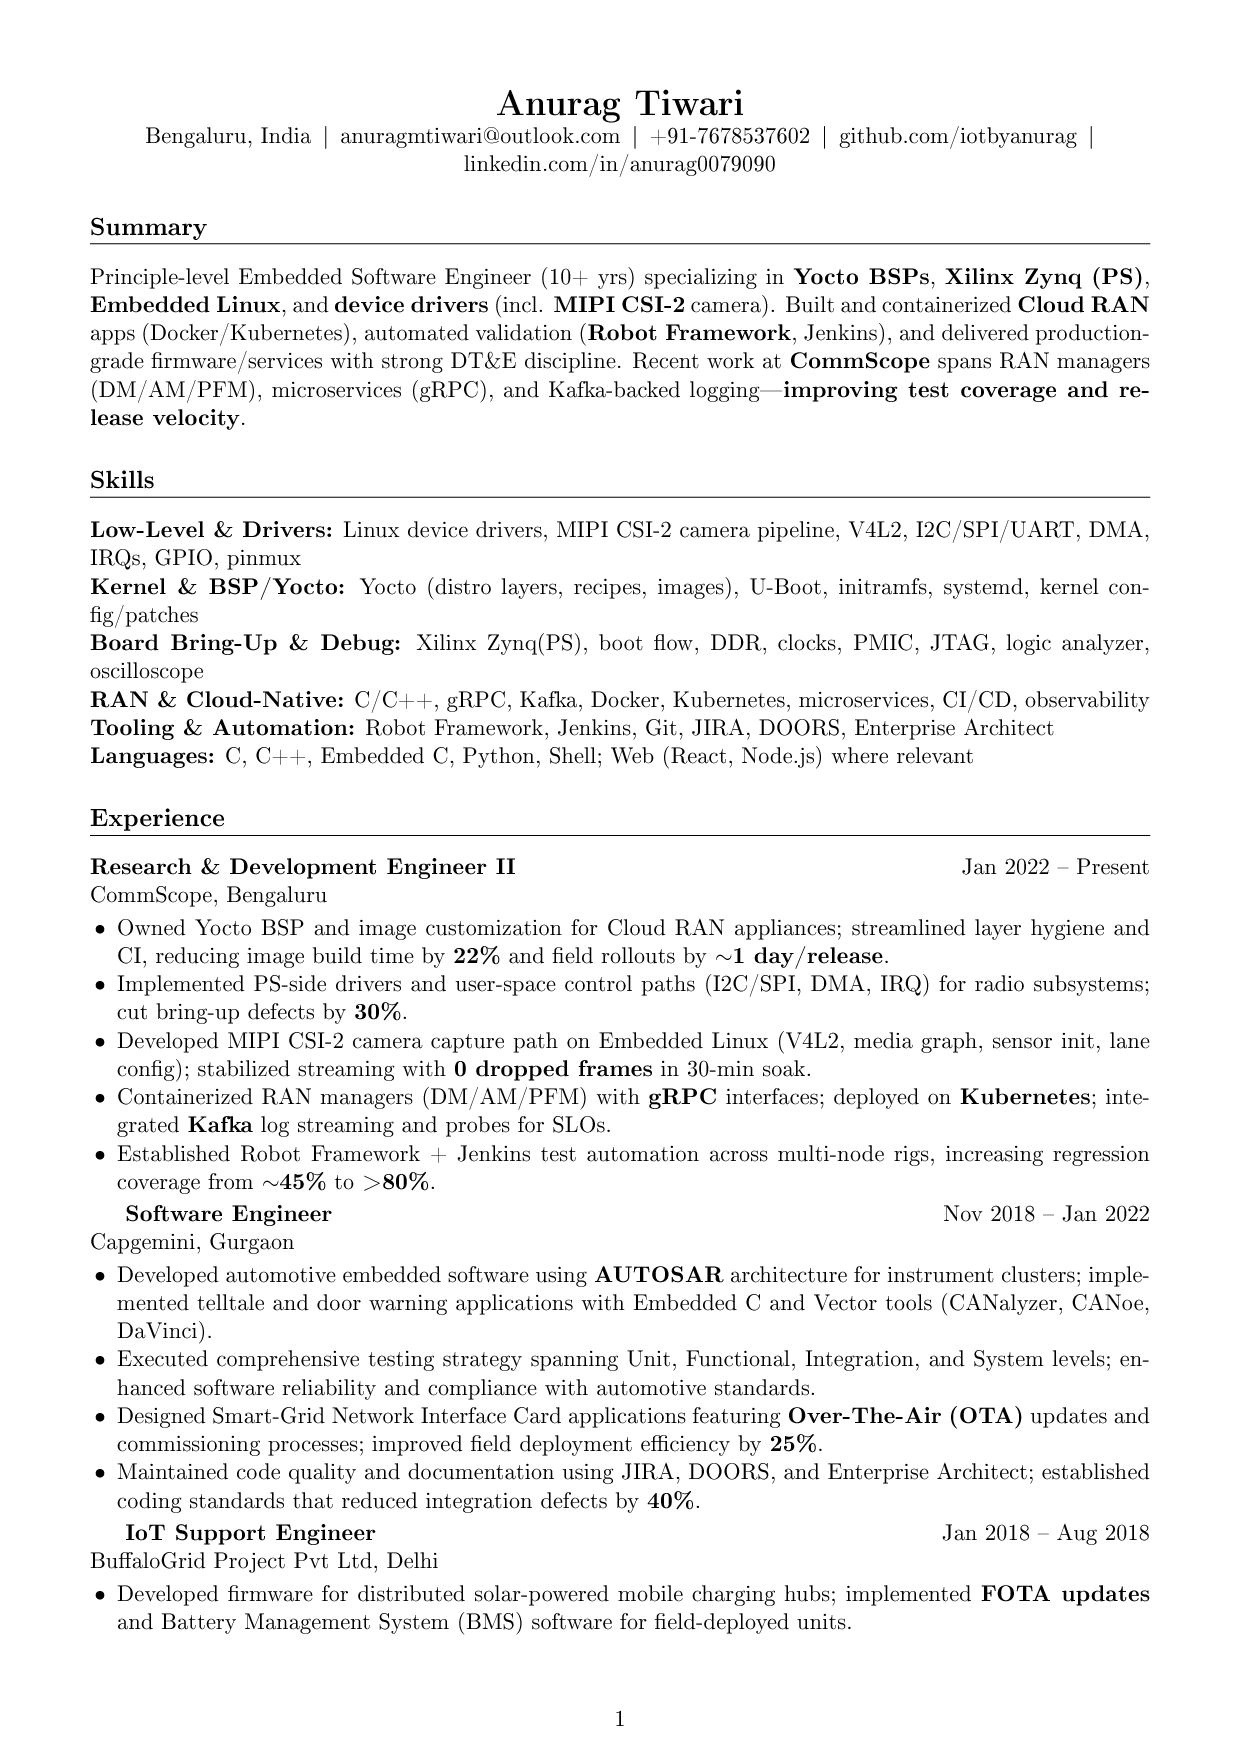 Anurag Tiwari
Bengaluru, India | anuragmtiwari@outlook.com | +91-7678537602 | github.com/iotbyanurag |
linkedin.com/in/anurag0079090
Summary
Principle-level Embedded Software Engineer (10+ yrs) specializing in Yocto BSPs, Xilinx Zynq (PS),
Embedded Linux, and device drivers (incl. MIPI CSI-2 camera). Built and containerized Cloud RAN
apps (Docker/Kubernetes), automated validation (Robot Framework, Jenkins), and delivered production-
grade firmware/services with strong DT&E discipline. Recent work at CommScope spans RAN managers
(DM/AM/PFM), microservices (gRPC), and Kafka-backed logging—improving test coverage and re-
lease velocity.
Skills
Low-Level & Drivers: Linux device drivers, MIPI CSI-2 camera pipeline, V4L2, I2C/SPI/UART, DMA,
IRQs, GPIO, pinmux
Kernel & BSP/Yocto: Yocto (distro layers, recipes, images), U-Boot, initramfs, systemd, kernel con-
fig/patches
Board Bring-Up & Debug: Xilinx Zynq(PS), boot flow, DDR, clocks, PMIC, JTAG, logic analyzer,
oscilloscope
RAN & Cloud-Native: C/C++, gRPC, Kafka, Docker, Kubernetes, microservices, CI/CD, observability
Tooling & Automation: Robot Framework, Jenkins, Git, JIRA, DOORS, Enterprise Architect
Languages: C, C++, Embedded C, Python, Shell; Web (React, Node.js) where relevant
Experience
Research & Development Engineer II Jan 2022 – Present
CommScope, Bengaluru
• Owned Yocto BSP and image customization for Cloud RAN appliances; streamlined layer hygiene and
CI, reducing image build time by 22% and field rollouts by ~1 day/release.
• Implemented PS-side drivers and user-space control paths (I2C/SPI, DMA, IRQ) for radio subsystems;
cut bring-up defects by 30%.
• Developed MIPI CSI-2 camera capture path on Embedded Linux (V4L2, media graph, sensor init, lane
config); stabilized streaming with 0 dropped frames in 30-min soak.
• Containerized RAN managers (DM/AM/PFM) with gRPC interfaces; deployed on Kubernetes; inte-
grated Kafka log streaming and probes for SLOs.
• Established Robot Framework + Jenkins test automation across multi-node rigs, increasing regression
coverage from ~45% to >80%.
Software Engineer Nov 2018 – Jan 2022
Capgemini, Gurgaon
• Developed automotive embedded software using AUTOSAR architecture for instrument clusters; imple-
mented telltale and door warning applications with Embedded C and Vector tools (CANalyzer, CANoe,
DaVinci).
• Executed comprehensive testing strategy spanning Unit, Functional, Integration, and System levels; en-
hanced software reliability and compliance with automotive standards.
• Designed Smart-Grid Network Interface Card applications featuring Over-The-Air (OTA) updates and
commissioning processes; improved field deployment efficiency by 25%.
• Maintained code quality and documentation using JIRA, DOORS, and Enterprise Architect; established
coding standards that reduced integration defects by 40%.
IoT Support Engineer Jan 2018 – Aug 2018
BuffaloGrid Project Pvt Ltd, Delhi
• Developed firmware for distributed solar-powered mobile charging hubs; implemented FOTA updates
and Battery Management System (BMS) software for field-deployed units.
1